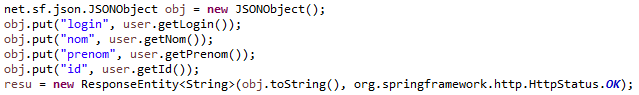 net.sf.json.JSONObject obj = new JSONObject();
obj.put("login", user.getLogin());
obj.put("nom", user.getNom());
obj.put("prenom", user.getPrenom());
obj.put("id", user.getId());
resu = new ResponseEntity<String>(obj.toString(), org.springframework.http.HttpStatus.OK);